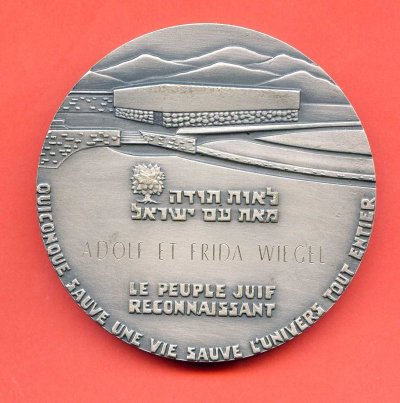 לאות תודה
מאת עם ישראל
ADOLF ET FRIDA WIEGEL
LE PEUPLE JUIF
RECONNAISSANT
QUICONQUE SAUVE UNE VIE SAUVE L'UNIVERS TOUT ENTIER